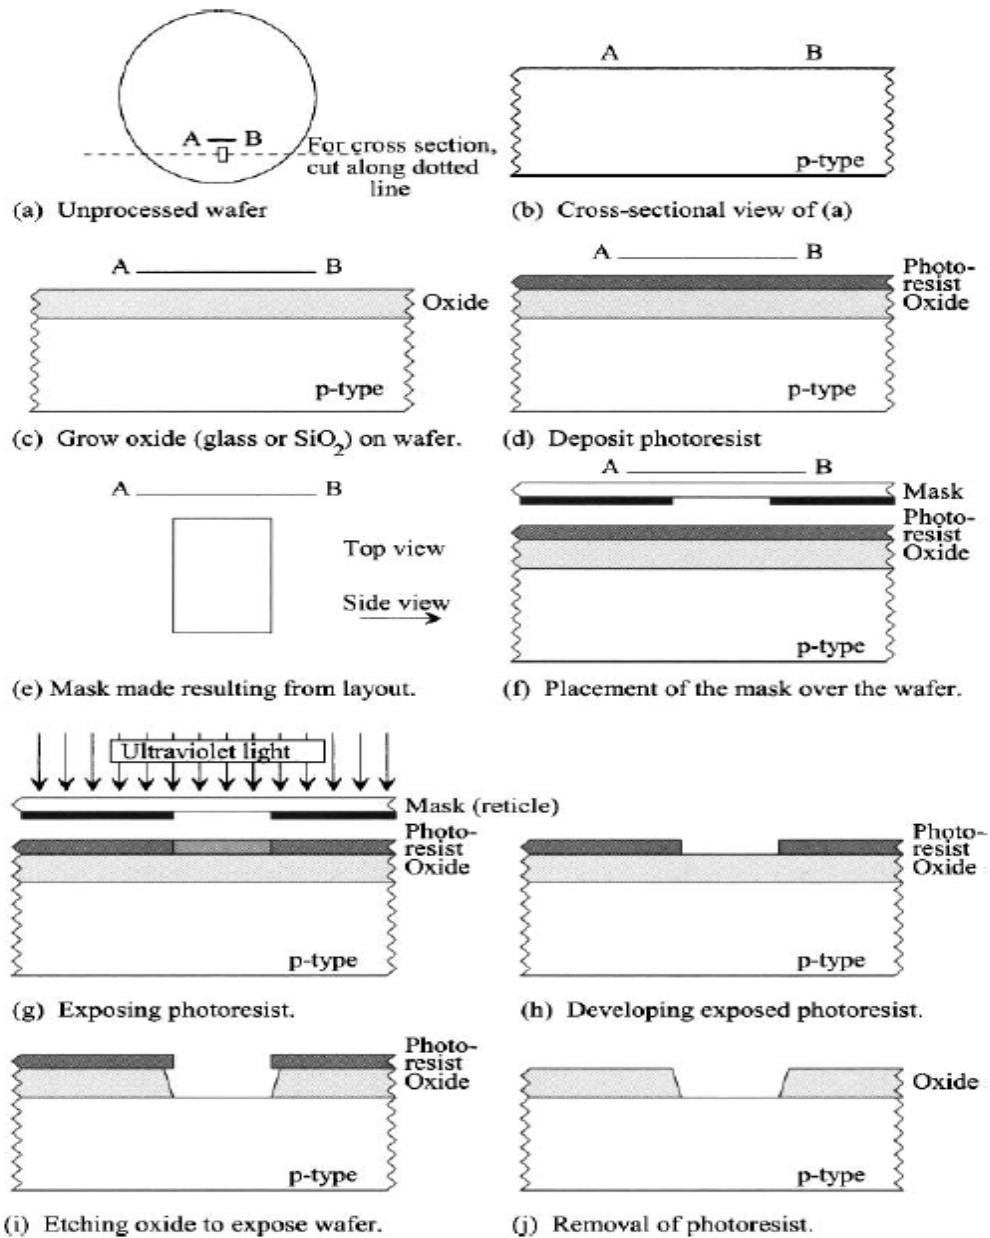 A B
For cross section,
cut along dotted
line
(a) Unprocessed wafer
A B
p-type
(b) Cross-sectional view of (a)
A B
Oxide
p-type
(c) Grow oxide (glass or SiO2) on wafer.
A B
Photo-
resist
Oxide
p-type
(d) Deposit photoresist
A B
Top view
Side view
(e) Mask made resulting from layout.
A B
Mask
Photo-
resist
Oxide
p-type
(f) Placement of the mask over the wafer.
Ultraviolet light
Mask (reticle)
Photo-
resist
Oxide
p-type
(g) Exposing photoresist.
Photo-
resist
Oxide
p-type
(h) Developing exposed photoresist.
Photo-
resist
Oxide
p-type
(i) Etching oxide to expose wafer.
Oxide
p-type
(j) Removal of photoresist.